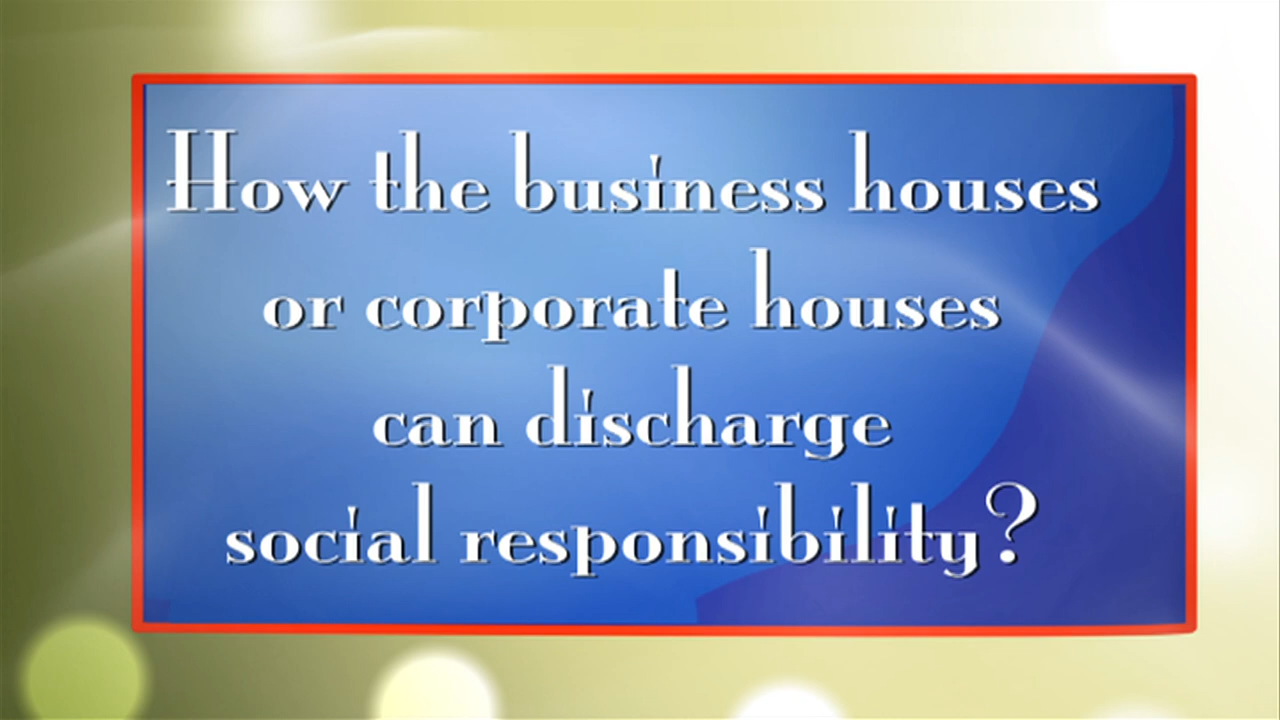 How the business houses
or corporate houses
can discharge
social responsibility?